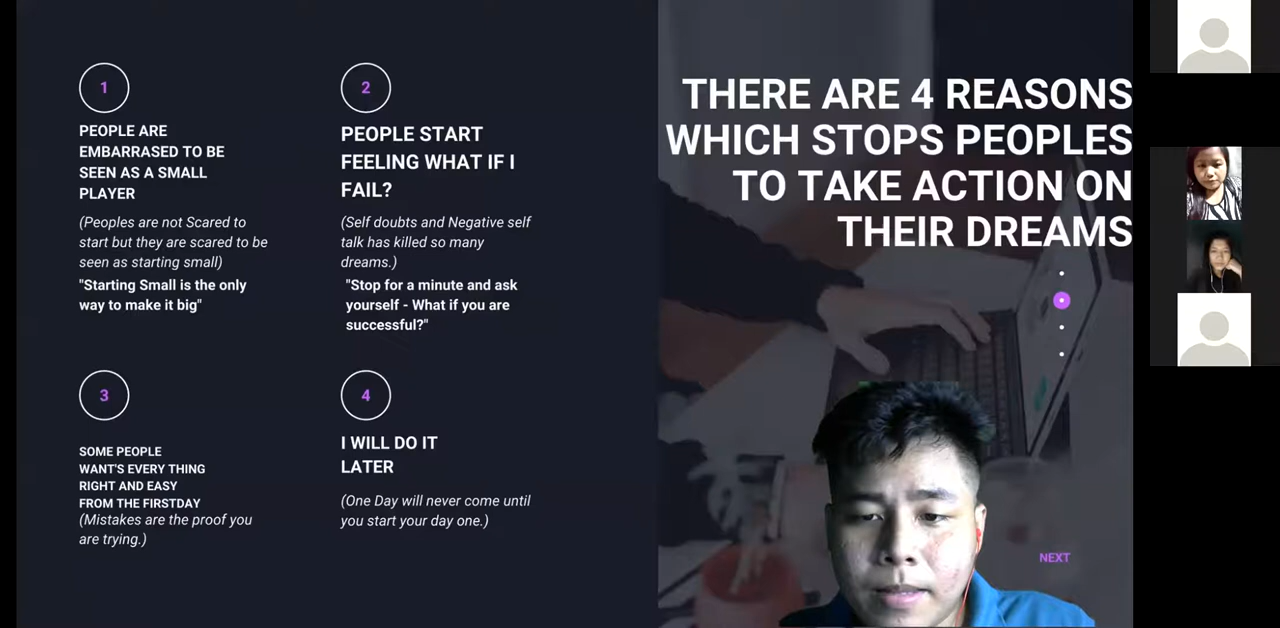 THERE ARE 4 REASONS
WHICH STOPS PEOPLES
TO TAKE ACTION ON
THEIR DREAMS
1
PEOPLE ARE
EMBARRASED TO BE
SEEN AS A SMALL
PLAYER
(Peoples are not Scared to
start but they are scared to be
seen as starting small)
"Starting Small is the only
way to make it big"
2
PEOPLE START
FEELING WHAT IF I
FAIL?
(Self doubts and Negative self
talk has killed so many
dreams.)
"Stop for a minute and ask
yourself - What if you are
successful?"
3
SOME PEOPLE
WANT'S EVERY THING
RIGHT AND EASY
FROM THE FIRSTDAY
(Mistakes are the proof you
are trying.)
4
I WILL DO IT
LATER
(One Day will never come until
you start your day one.)
NEXT